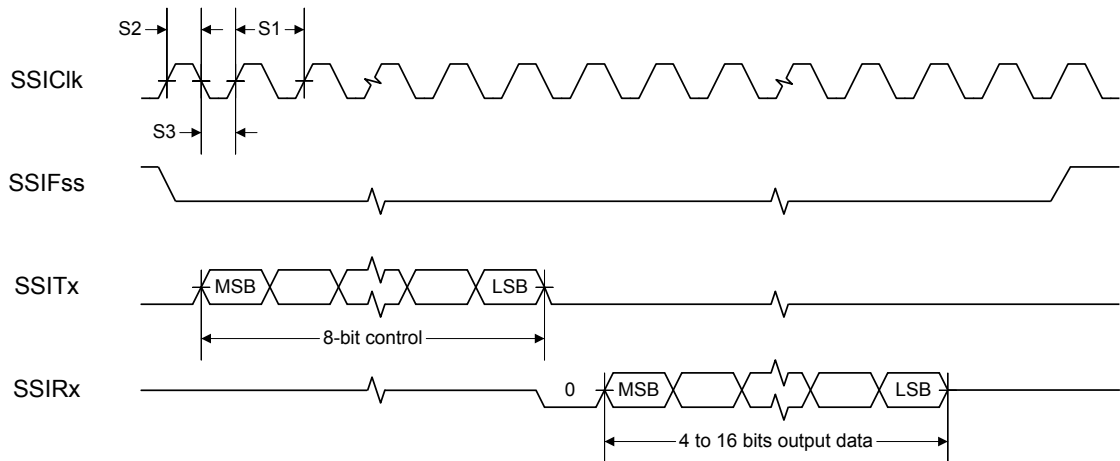 S2
S1
SSIClk
S3
SSIFss
SSITx
MSB
LSB
8-bit control
SSIRx
0
MSB
LSB
4 to 16 bits output data